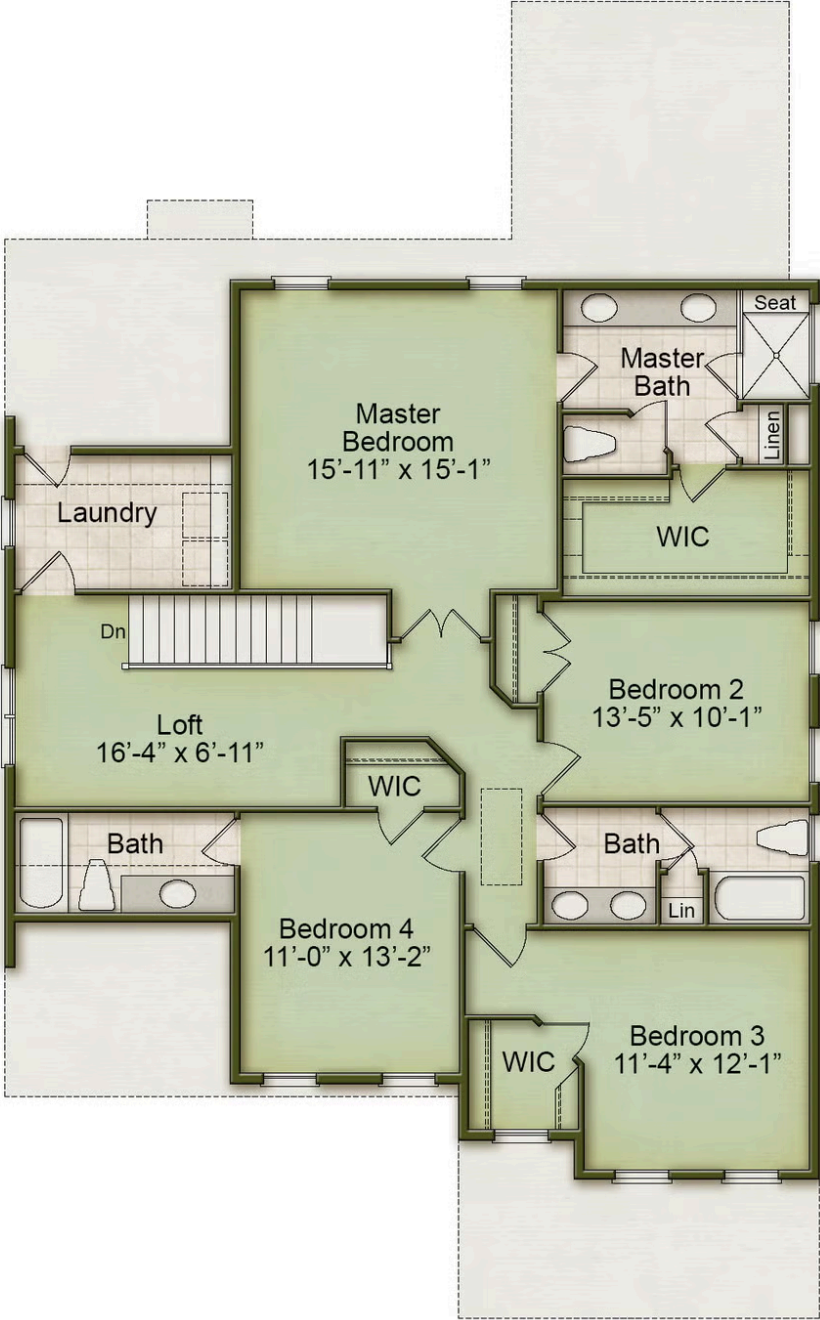 Seat
Master
Bath
Master
Bedroom
15’-11” x 15’-1”
Linen
Laundry
WIC
Dn
Bedroom 2
13’-5” x 10’-1”
Loft
16’-4” x 6’-11”
WIC
Bath
Bath
Lin
Bedroom 4
11’-0” x 13’-2”
Bedroom 3
11’-4” x 12’-1”
WIC